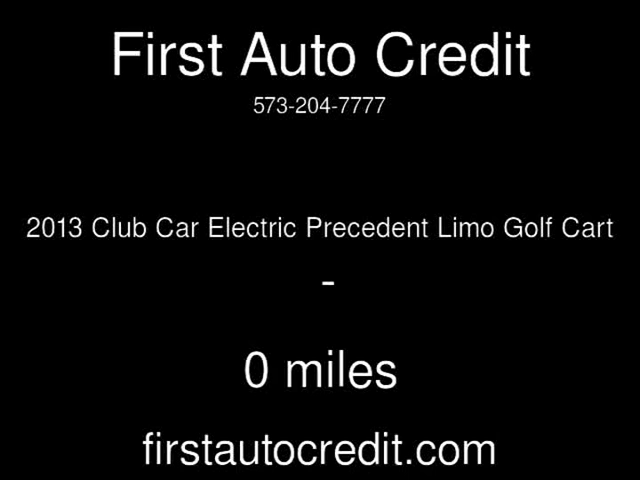 First Auto Credit
573-204-7777
2013 Club Car Electric Precedent Limo Golf Cart
-
0 miles
firstautocredit.com